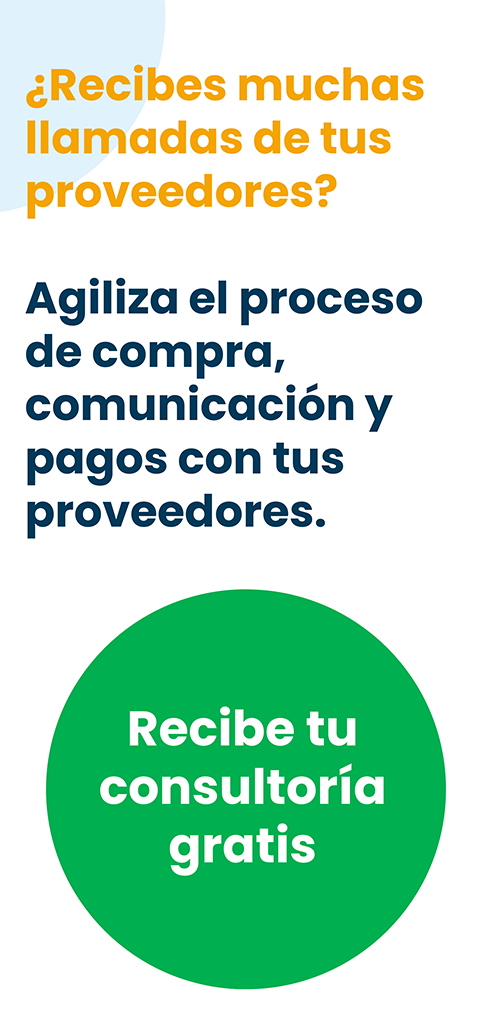 ¿Recibes muchas
llamadas de tus
proveedores?
Agiliza el proceso
de compra,
comunicación y
pagos con tus
proveedores.
Recibe tu
consultoría
gratis